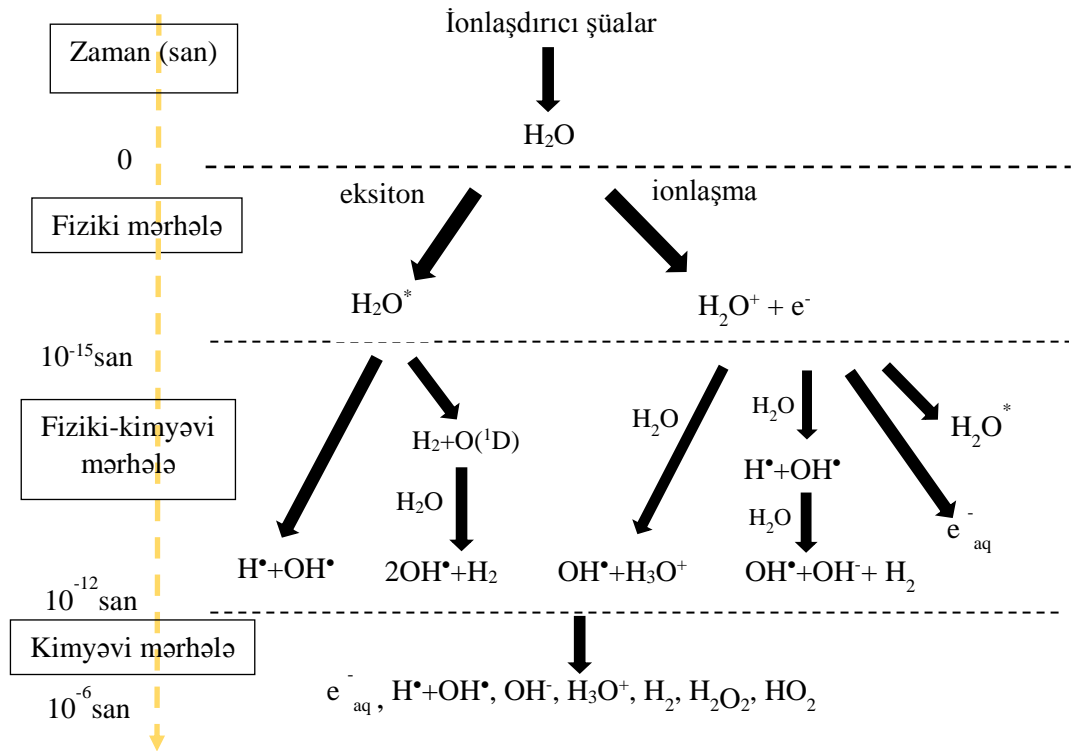 İonlaşdırıcı şüalar
Zaman (san)
H₂O
0
eksiton
ionlaşma
Fiziki mərhələ
H₂O*
H₂O⁺ + e⁻
10⁻¹⁵san
Fiziki-kimyəvi
mərhələ
H₂+O(¹D)
H₂O
H₂O
H₂O*
H•+OH•
H₂O
H₂O
e⁻aq
H•+OH•
2OH•+H₂
OH•+H₃O⁺
OH•+OH⁻+ H₂
10⁻¹²san
Kimyəvi mərhələ
e⁻aq, H•+OH•, OH⁻, H₃O⁺, H₂, H₂O₂, HO₂
10⁻⁶san